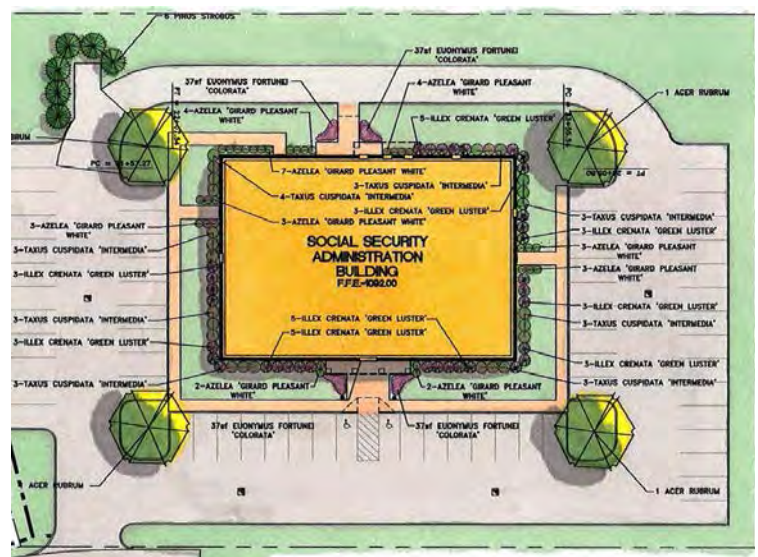 6 PINUS STROBUS
37sf EUONYMUS FORTUNEI
"COLORATA"
37sf EUONYMUS FORTUNEI
"COLORATA"
4-AZELEA "GIRARD PLEASANT
WHITE"
4-AZELEA "GIRARD PLEASANT
WHITE"
5-ILLEX CRENATA "GREEN LUSTER"
1 ACER RUBRUM
BRUM
7-AZELEA "GIRARD PLEASANT WHITE"
3-TAXUS CUSPIDATA "INTERMEDIA"
4-TAXUS CUSPIDATA "INTERMEDIA"
3-AZELEA "GIRARD PLEASANT WHITE"
3-ILLEX CRENATA "GREEN LUSTER"
3-AZELEA "GIRARD PLEASANT
WHITE"
3-TAXUS CUSPIDATA "INTERMEDIA"
3-ILLEX CRENATA "GREEN LUSTER"
3-TAXUS CUSPIDATA "INTERMEDIA"
3-ILLEX CRENATA "GREEN LUSTER"
3-TAXUS CUSPIDATA "INTERMEDIA"
SOCIAL SECURITY
ADMINISTRATION
BUILDING
F.F.E.=1092.00
3-TAXUS CUSPIDATA "INTERMEDIA"
3-ILLEX CRENATA "GREEN LUSTER"
3-AZELEA "GIRARD PLEASANT
WHITE"
3-AZELEA "GIRARD PLEASANT
WHITE"
3-ILLEX CRENATA "GREEN LUSTER"
3-TAXUS CUSPIDATA "INTERMEDIA"
3-ILLEX CRENATA "GREEN LUSTER"
3-TAXUS CUSPIDATA "INTERMEDIA"
5-ILLEX CRENATA "GREEN LUSTER"
2-AZELEA "GIRARD PLEASANT
WHITE"
2-AZELEA "GIRARD PLEASANT
WHITE"
37sf EUONYMUS FORTUNEI
"COLORATA"
37sf EUONYMUS FORTUNEI
"COLORATA"
ACER RUBRUM
1 ACER RUBRUM